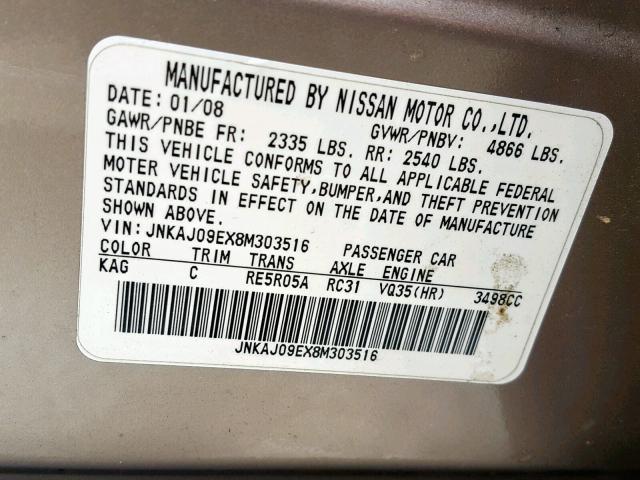 MANUFACTURED BY NISSAN MOTOR CO.,LTD.
DATE: 01/08
GAWR/PNBE FR: 2335 LBS. RR: 2540 LBS. GVWR/PNBV: 4866 LBS.
THIS VEHICLE CONFORMS TO ALL APPLICABLE FEDERAL
MOTOR VEHICLE SAFETY,BUMPER,AND THEFT PREVENTION
STANDARDS IN EFFECT ON THE DATE OF MANUFACTURE
SHOWN ABOVE.
VIN:JNKAJ09EX8M303516 PASSENGER CAR
COLOR TRIM TRANS AXLE ENGINE
KAG C RE5R05A RC31 VQ35(HR) 3498CC
JNKAJ09EX8M303516